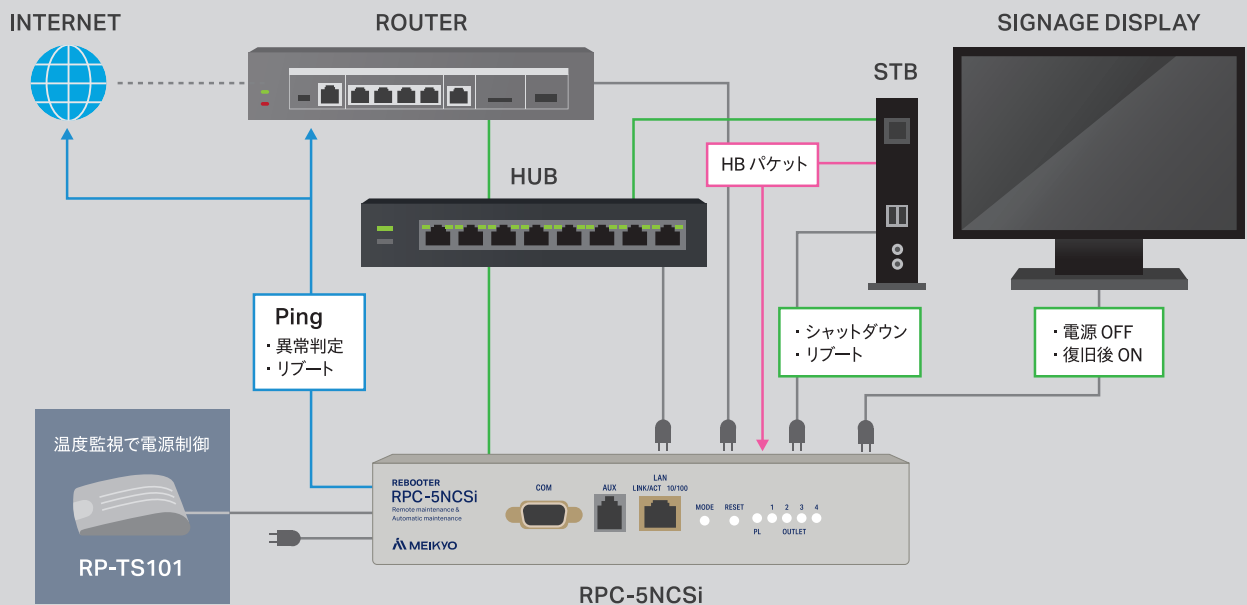 INTERNET
ROUTER
SIGNAGE DISPLAY
STB
HB パケット
HUB
Ping
・異常判定
・リブート
・シャットダウン
・リブート
・電源 OFF
・復旧後 ON
温度監視で電源制御
RP-TS101
REBOOTER
RPC-5NCSi
Remote maintenance &
Automatic maintenance
MEIKYO
COM
AUX
LAN
LINK/ACT 10/100
MODE
RESET
1 2 3 4
PL OUTLET
RPC-5NCSi